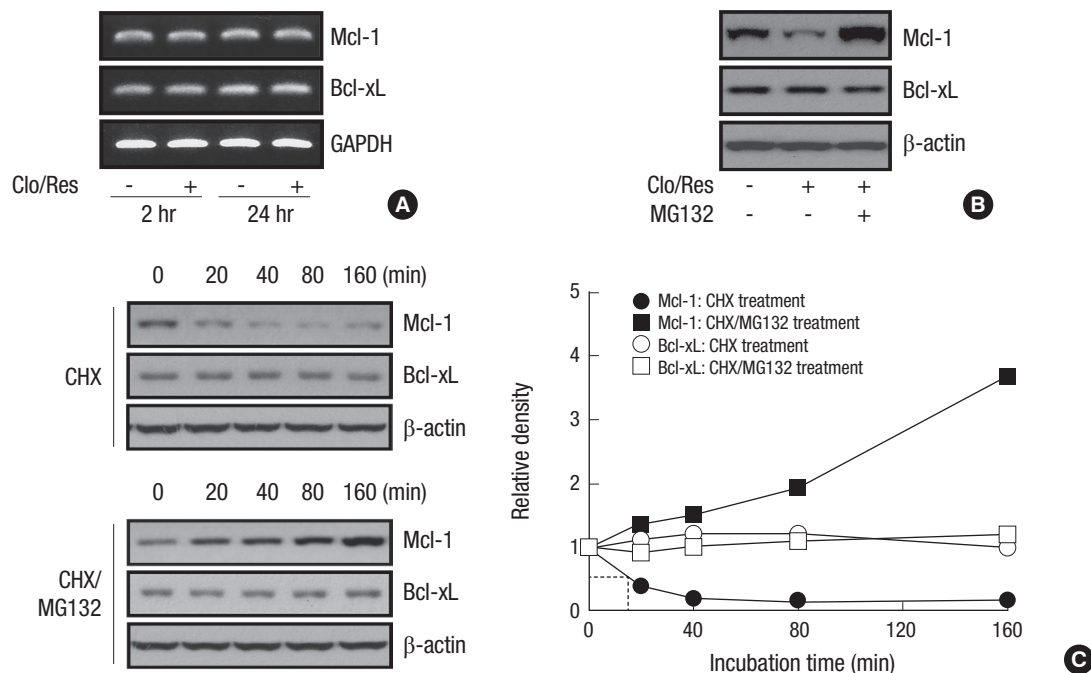 Mcl-1
Bcl-xL
GAPDH
Clo/Res - + - +
2 hr 24 hr
A
Mcl-1
Bcl-xL
β-actin
Clo/Res - + +
MG132 - - +
B
0 20 40 80 160 (min)
CHX
Mcl-1
Bcl-xL
β-actin
0 20 40 80 160 (min)
CHX/
MG132
Mcl-1
Bcl-xL
β-actin
Relative density
5
4
3
2
1
0
Mcl-1: CHX treatment
Mcl-1: CHX/MG132 treatment
Bcl-xL: CHX treatment
Bcl-xL: CHX/MG132 treatment
0 40 80 120 160
Incubation time (min)
C